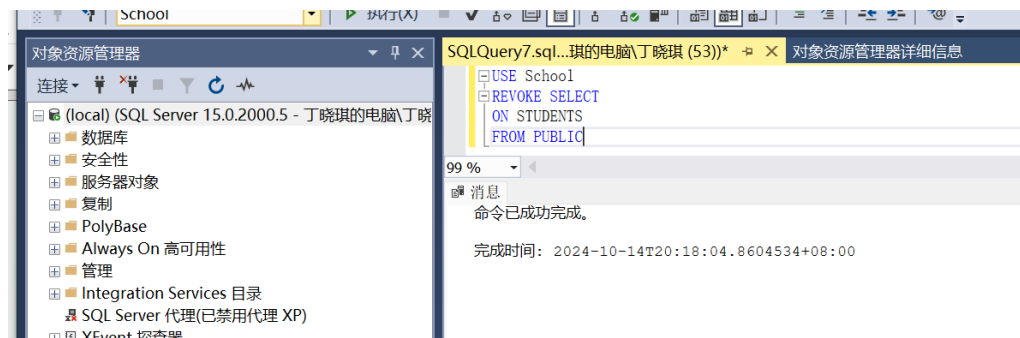 School
执行(X)
对象资源管理器
SQLQuery7.sql...琪的电脑\丁晓琪 (53))*
对象资源管理器详细信息
连接
USE School
REVOKE SELECT
ON STUDENTS
FROM PUBLIC
(local) (SQL Server 15.0.2000.5 - 丁晓琪的电脑\丁晓
数据库
安全性
服务器对象
复制
PolyBase
Always On 高可用性
管理
Integration Services 目录
SQL Server 代理(已禁用代理 XP)
XEvent 探查器
99 %
消息
命令已成功完成。
完成时间: 2024-10-14T20:18:04.8604534+08:00